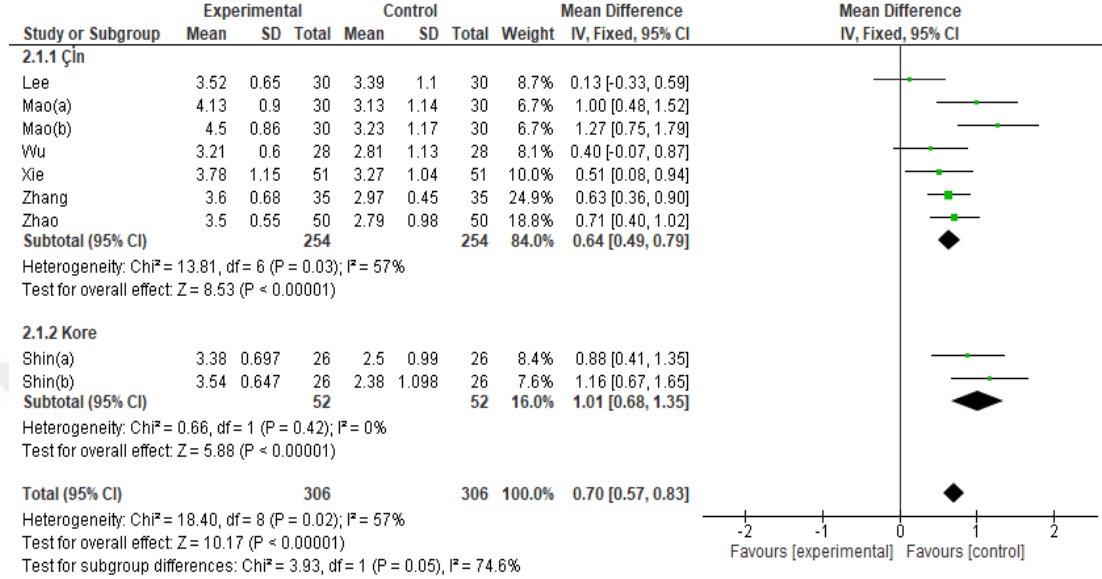 Experimental Control Mean Difference Mean Difference
Study or Subgroup Mean SD Total Mean SD Total Weight IV, Fixed, 95% CI IV, Fixed, 95% CI
2.1.1 Çİn
Lee 3.52 0.65 30 3.39 1.1 30 8.7% 0.13 [-0.33, 0.59]
Mao(a) 4.13 0.9 30 3.13 1.14 30 6.7% 1.00 [0.48, 1.52]
Mao(b) 4.5 0.86 30 3.23 1.17 30 6.7% 1.27 [0.75, 1.79]
Wu 3.21 0.6 28 2.81 1.13 28 8.1% 0.40 [-0.07, 0.87]
Xie 3.78 1.15 51 3.27 1.04 51 10.0% 0.51 [0.08, 0.94]
Zhang 3.6 0.68 35 2.97 0.45 35 24.9% 0.63 [0.36, 0.90]
Zhao 3.5 0.55 50 2.79 0.98 50 18.8% 0.71 [0.40, 1.02]
Subtotal (95% CI) 254 254 84.0% 0.64 [0.49, 0.79]
Heterogeneity: Chi² = 13.81, df = 6 (P = 0.03); I² = 57%
Test for overall effect: Z = 8.53 (P < 0.00001)
2.1.2 Kore
Shin(a) 3.38 0.697 26 2.5 0.99 26 8.4% 0.88 [0.41, 1.35]
Shin(b) 3.54 0.647 26 2.38 1.098 26 7.6% 1.16 [0.67, 1.65]
Subtotal (95% CI) 52 52 16.0% 1.01 [0.68, 1.35]
Heterogeneity: Chi² = 0.66, df = 1 (P = 0.42); I² = 0%
Test for overall effect: Z = 5.88 (P < 0.00001)
Total (95% CI) 306 306 100.0% 0.70 [0.57, 0.83]
Heterogeneity: Chi² = 18.40, df = 8 (P = 0.02); I² = 57%
Test for overall effect: Z = 10.17 (P < 0.00001)
Test for subgroup differences: Chi² = 3.93, df = 1 (P = 0.05), I² = 74.6%
-2 -1 0 1 2
Favours [experimental] Favours [control]